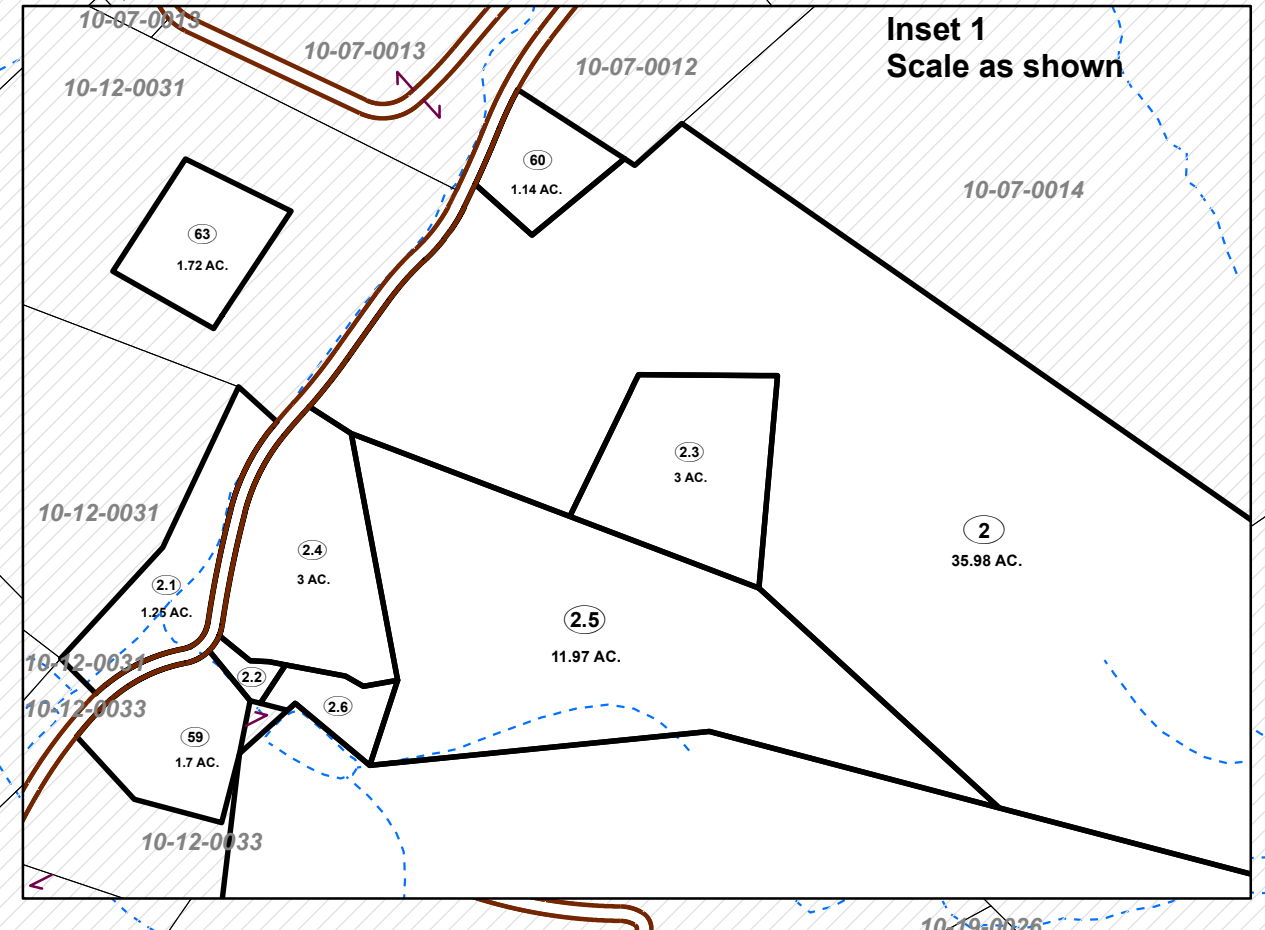 10-07-0013
Inset 1
Scale as shown
10-07-0013
10-07-0012
10-12-0031
60
1.14 AC.
10-07-0014
63
1.72 AC.
2.3
3 AC.
10-12-0031
2
35.98 AC.
2.4
3 AC.
2.1
1.25 AC.
2.5
11.97 AC.
10-12-0031
2.2
10-12-0033
2.6
59
1.7 AC.
10-12-0033
10-19-0026